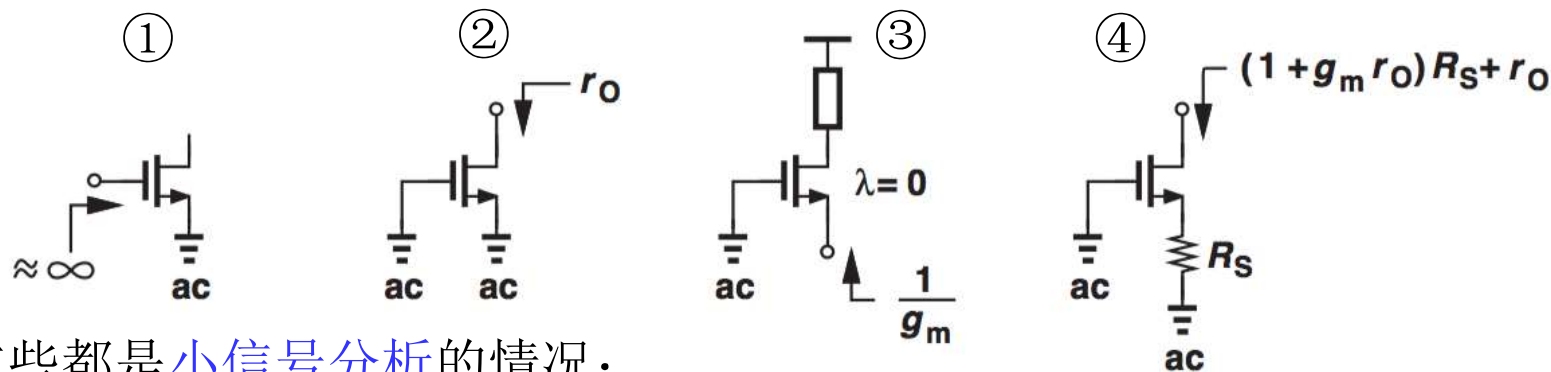 ① ② ③ ④
r_O
(1 + g_m r_O) R_S + r_O
λ = 0
≈ ∞
R_S
1
g_m
ac
ac ac
ac
ac
ac
些都是小信号分析的情况：